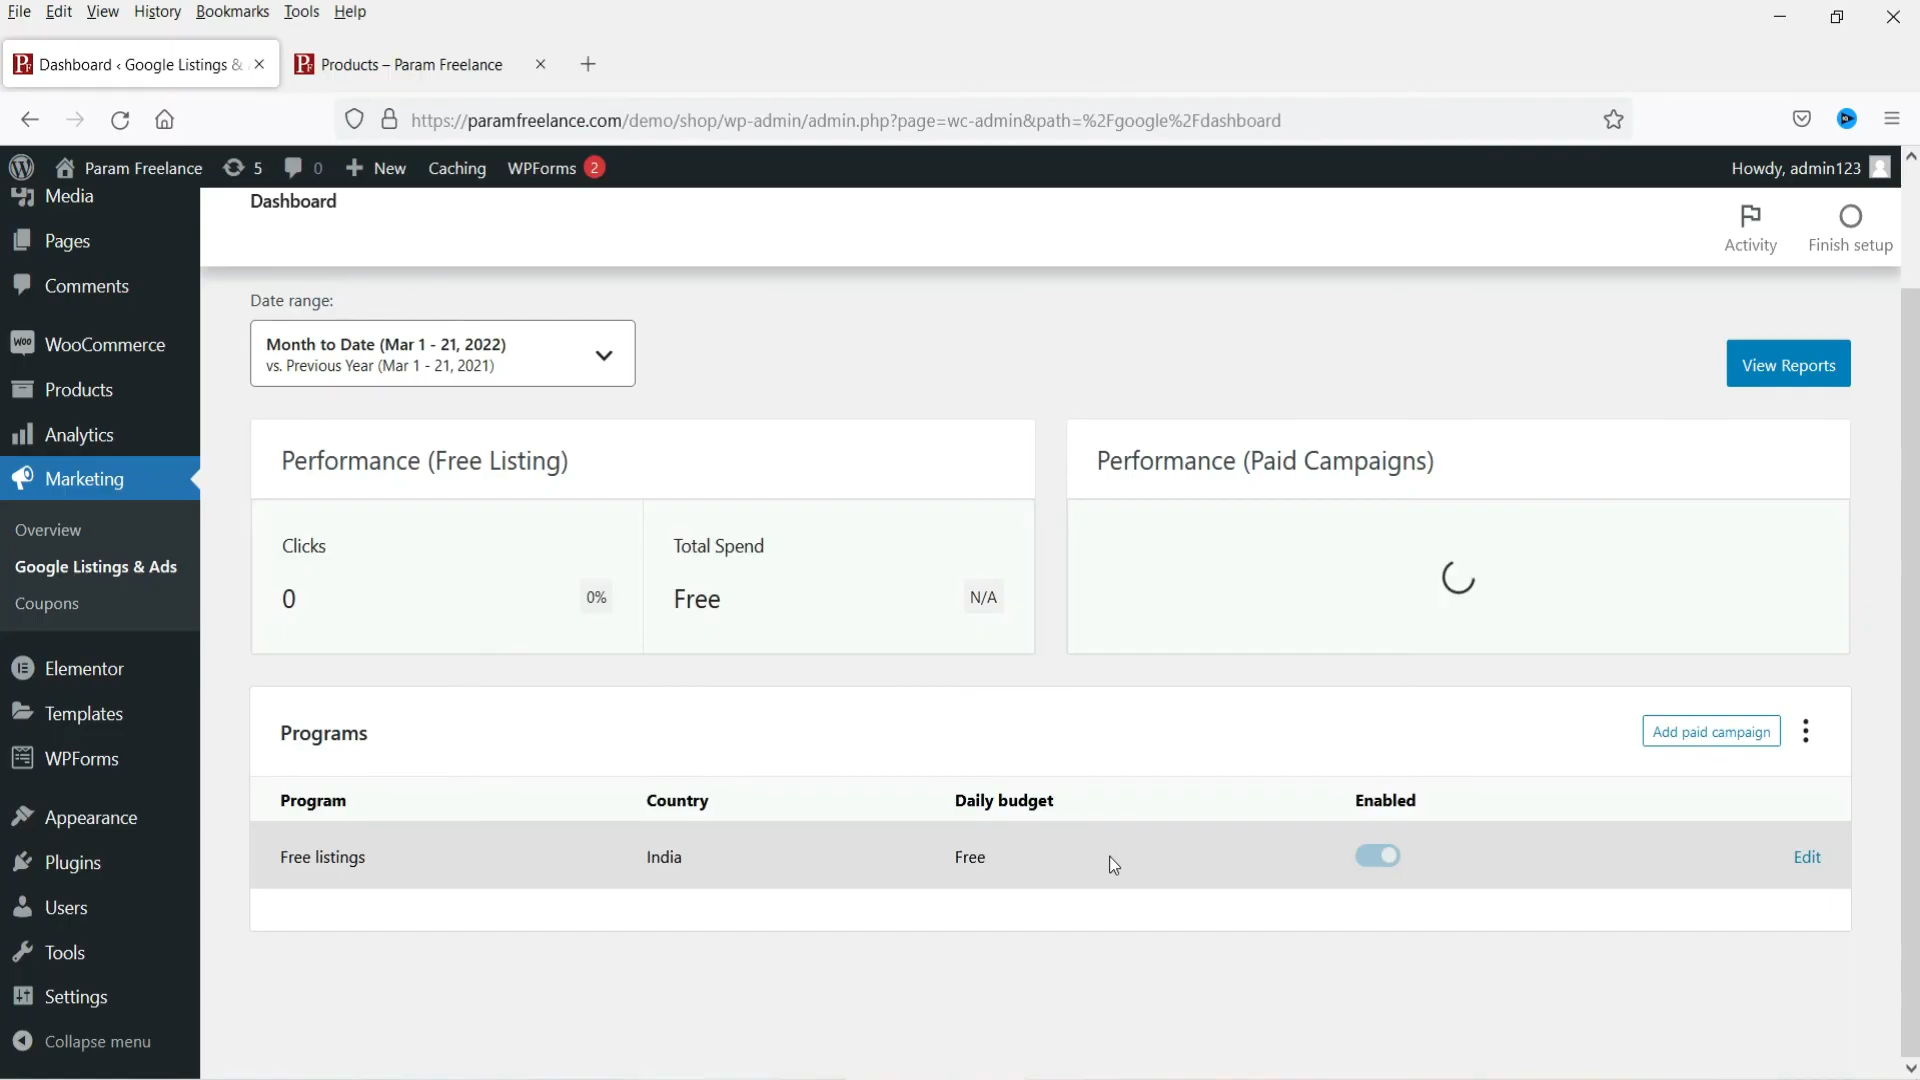 File Edit View History Bookmarks Tools Help
Dashboard ‹ Google Listings &
Products – Param Freelance
https://paramfreelance.com/demo/shop/wp-admin/admin.php?page=wc-admin&path=%2Fgoogle%2Fdashboard
Param Freelance 5 0 New Caching WPForms 2 Howdy, admin123
Media
Pages
Comments
WooCommerce
Products
Analytics
Marketing
Overview
Google Listings & Ads
Coupons
Elementor
Templates
WPForms
Appearance
Plugins
Users
Tools
Settings
Collapse menu
Dashboard
Activity
Finish setup
Date range:
Month to Date (Mar 1 - 21, 2022)
vs. Previous Year (Mar 1 - 21, 2021)
View Reports
Performance (Free Listing)
Clicks
0 0%
Total Spend
Free N/A
Performance (Paid Campaigns)
Programs
Add paid campaign
Program Country Daily budget Enabled
Free listings India Free Edit